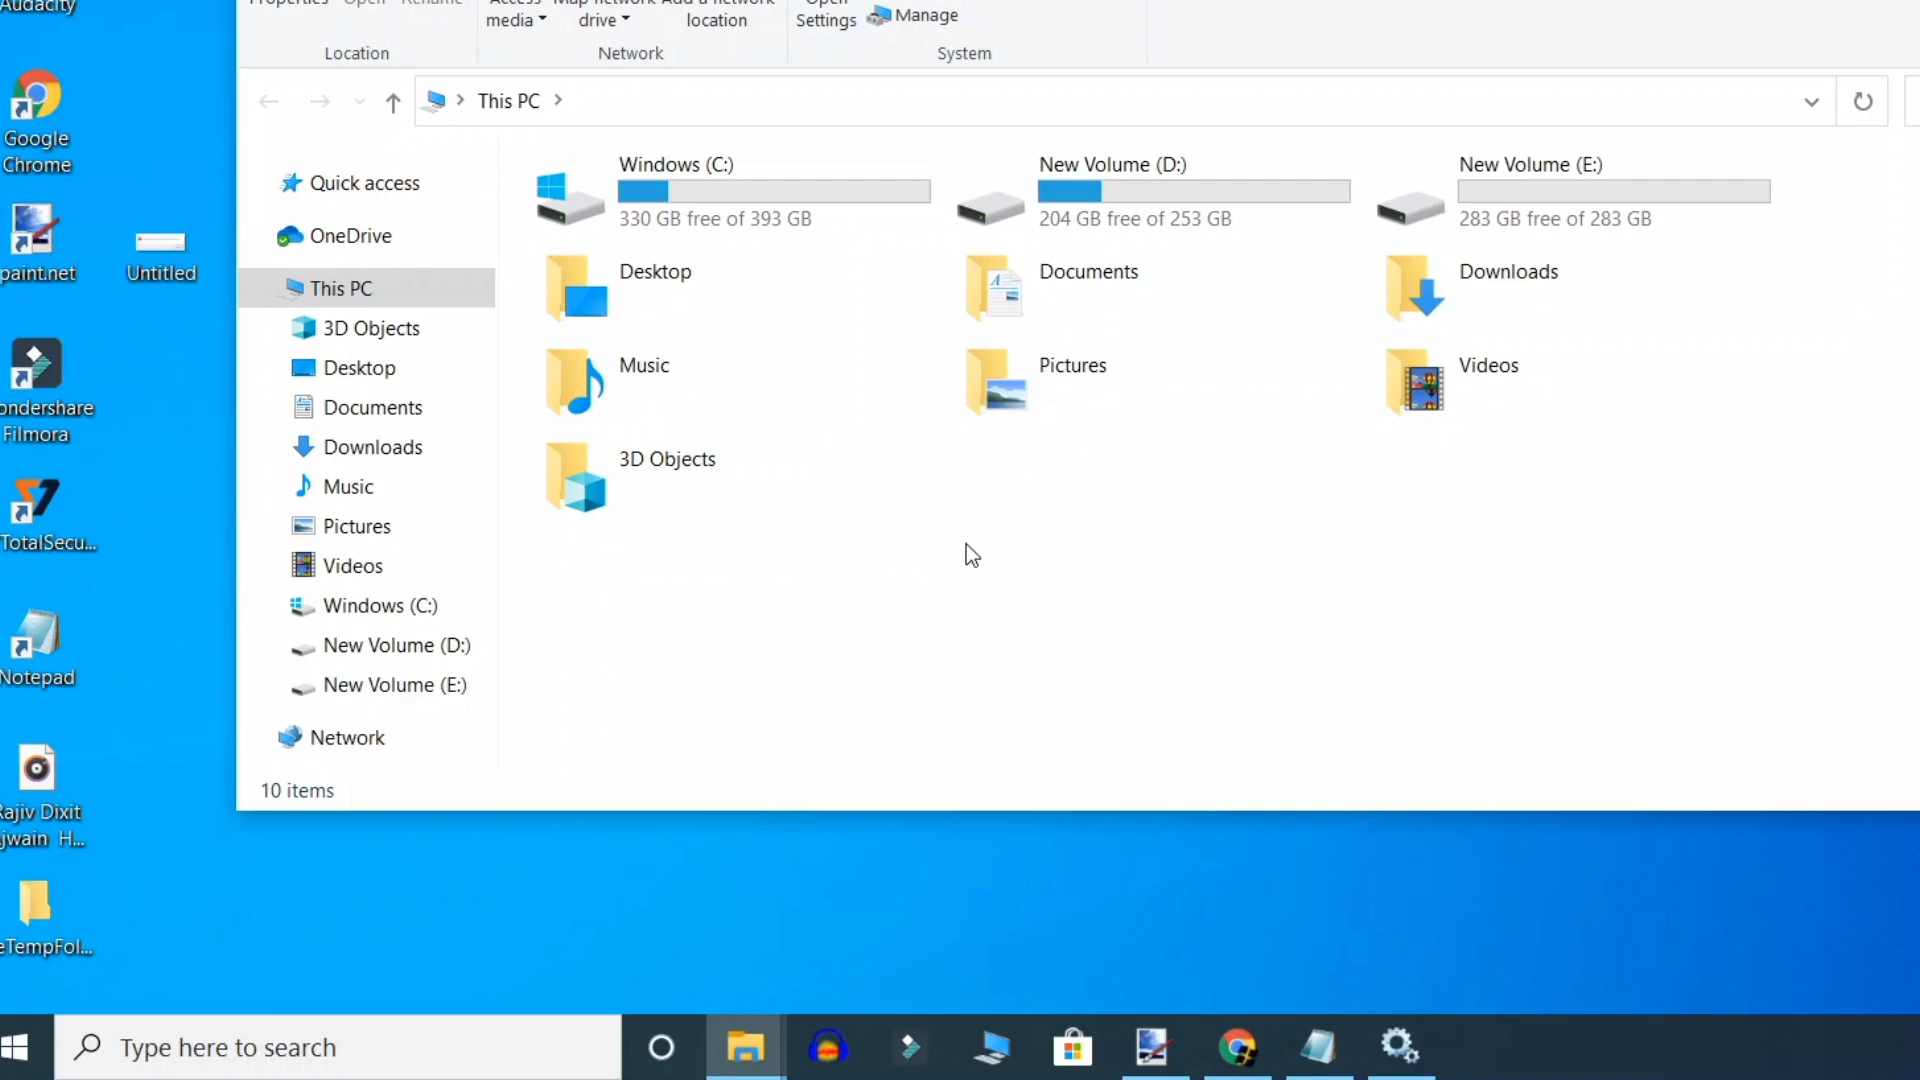 Audacity
Google
Chrome
paint.net
Untitled
ondershare
Filmora
TotalSecu...
Notepad
Rajiv Dixit
jwain H...
eTempFol...
Properties Open Rename
Access Map network Add a network Open
media drive location Settings Manage
Location Network System
This PC
Quick access
OneDrive
This PC
3D Objects
Desktop
Documents
Downloads
Music
Pictures
Videos
Windows (C:)
New Volume (D:)
New Volume (E:)
Network
Windows (C:)
330 GB free of 393 GB
New Volume (D:)
204 GB free of 253 GB
New Volume (E:)
283 GB free of 283 GB
Desktop
Documents
Downloads
Music
Pictures
Videos
3D Objects
10 items
Type here to search